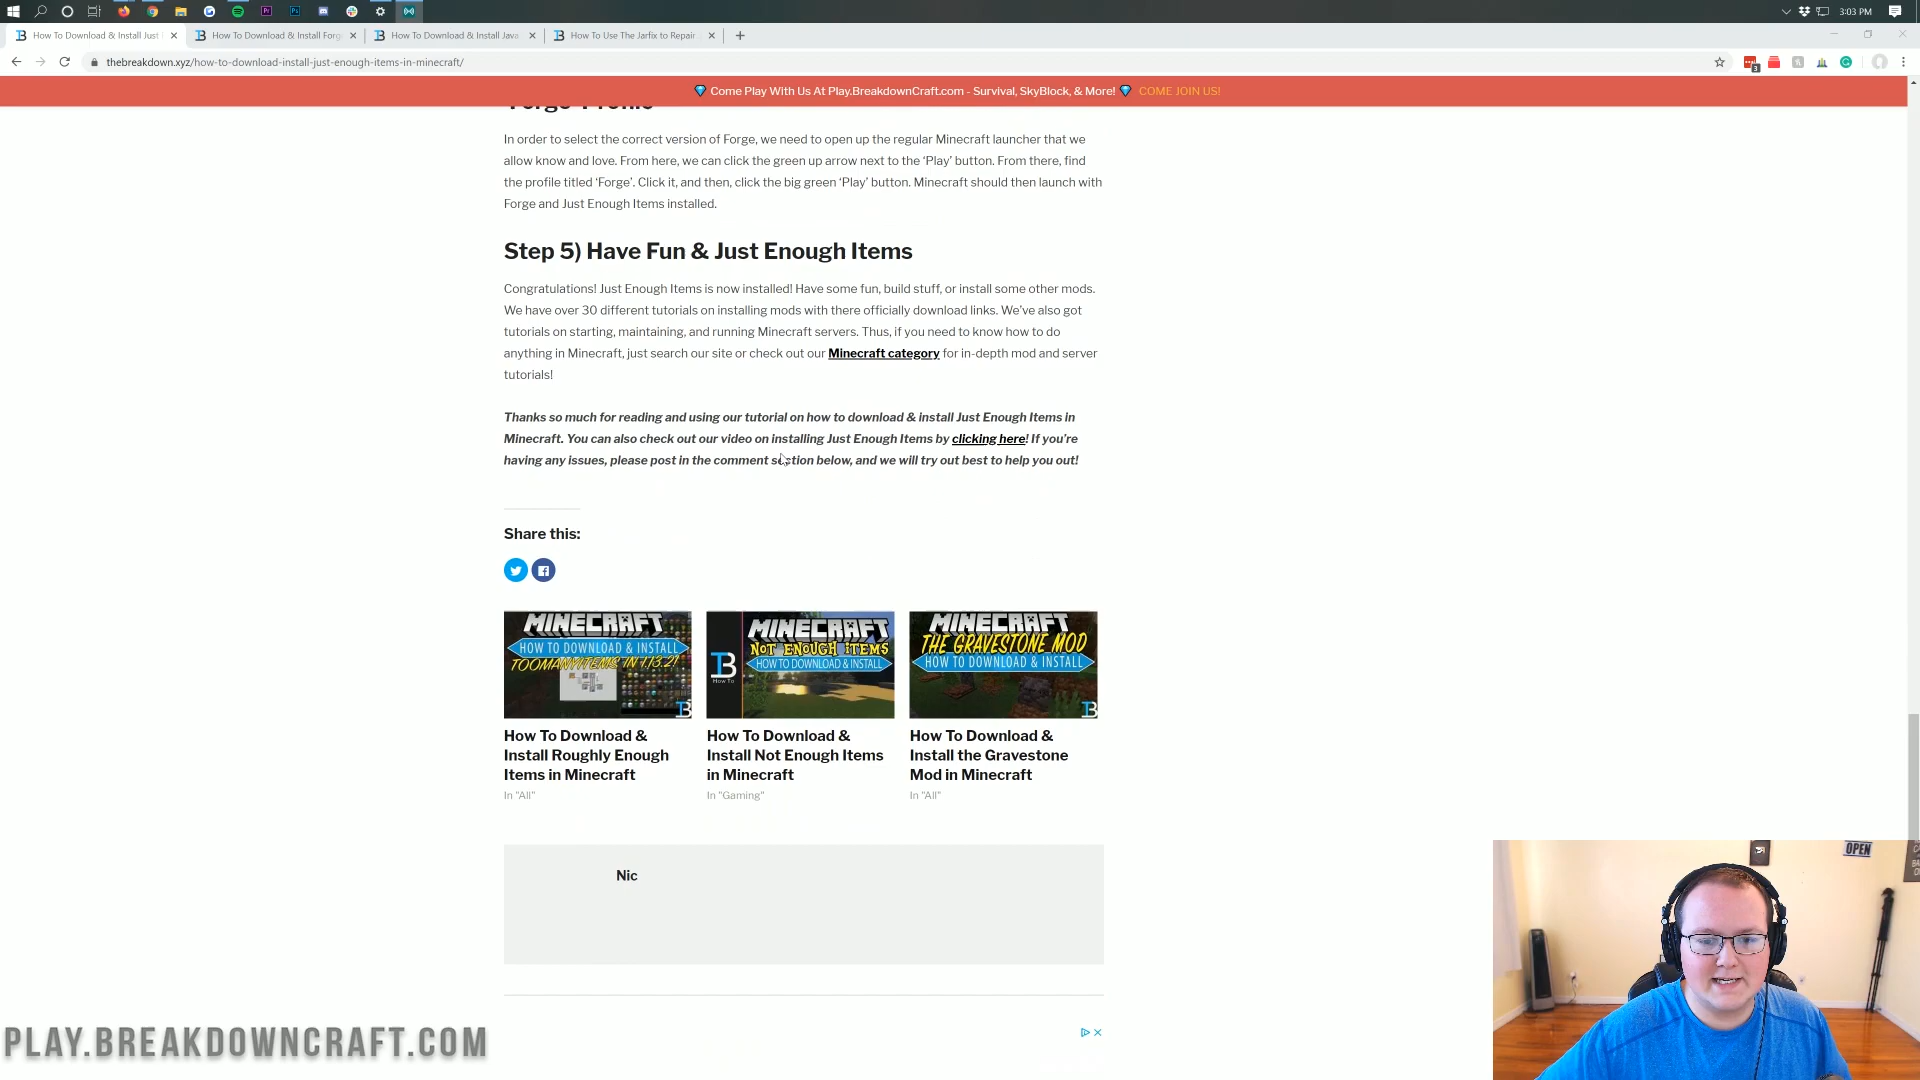 3:03 PM
How To Download & Install Just
How To Download & Install Forg
How To Download & Install Java
How To Use The Jarfix to Repair
thebreakdown.xyz/how-to-download-install-just-enough-items-in-minecraft/
3
Come Play With Us At Play.BreakdownCraft.com - Survival, SkyBlock, & More! COME JOIN US!
'Forge' Profile
In order to select the correct version of Forge, we need to open up the regular Minecraft launcher that we
allow know and love. From here, we can click the green up arrow next to the ‘Play’ button. From there, find
the profile titled ‘Forge’. Click it, and then, click the big green ‘Play’ button. Minecraft should then launch with
Forge and Just Enough Items installed.
Step 5) Have Fun & Just Enough Items
Congratulations! Just Enough Items is now installed! Have some fun, build stuff, or install some other mods.
We have over 30 different tutorials on installing mods with there officially download links. We’ve also got
tutorials on starting, maintaining, and running Minecraft servers. Thus, if you need to know how to do
anything in Minecraft, just search our site or check out our Minecraft category for in-depth mod and server
tutorials!
Thanks so much for reading and using our tutorial on how to download & install Just Enough Items in
Minecraft. You can also check out our video on installing Just Enough Items by clicking here! If you’re
having any issues, please post in the comment section below, and we will try out best to help you out!
Share this:
MINECRAFT
HOW TO DOWNLOAD & INSTALL
TOOMANYITEMS IN 1.13.2!
B
MINECRAFT
NOT ENOUGH ITEMS
HOW TO DOWNLOAD & INSTALL
B
How To
MINECRAFT
THE GRAVESTONE MOD
HOW TO DOWNLOAD & INSTALL
B
How To Download &
Install Roughly Enough
Items in Minecraft
In "All"
How To Download &
Install Not Enough Items
in Minecraft
In "Gaming"
How To Download &
Install the Gravestone
Mod in Minecraft
In "All"
Nic
OPEN
PLAY.BREAKDOWNCRAFT.COM